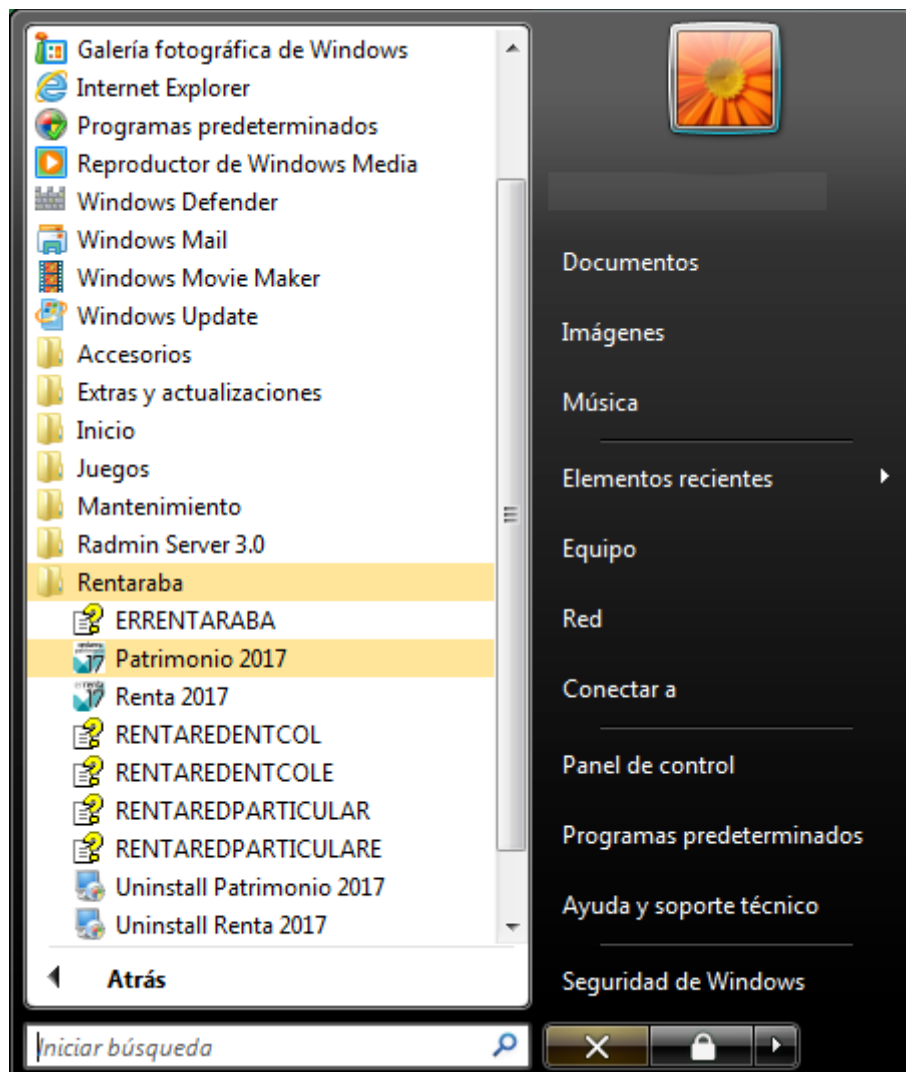 Galería fotográfica de Windows
Internet Explorer
Programas predeterminados
Reproductor de Windows Media
Windows Defender
Windows Mail
Windows Movie Maker
Windows Update
Accesorios
Extras y actualizaciones
Inicio
Juegos
Mantenimiento
Radmin Server 3.0
Rentaraba
ERRENTARABA
Patrimonio 2017
Renta 2017
RENTAREDENTCOL
RENTAREDENTCOLE
RENTAREDPARTICULAR
RENTAREDPARTICULARE
Uninstall Patrimonio 2017
Uninstall Renta 2017
Atrás
Iniciar búsqueda
Documentos
Imágenes
Música
Elementos recientes
Equipo
Red
Conectar a
Panel de control
Programas predeterminados
Ayuda y soporte técnico
Seguridad de Windows